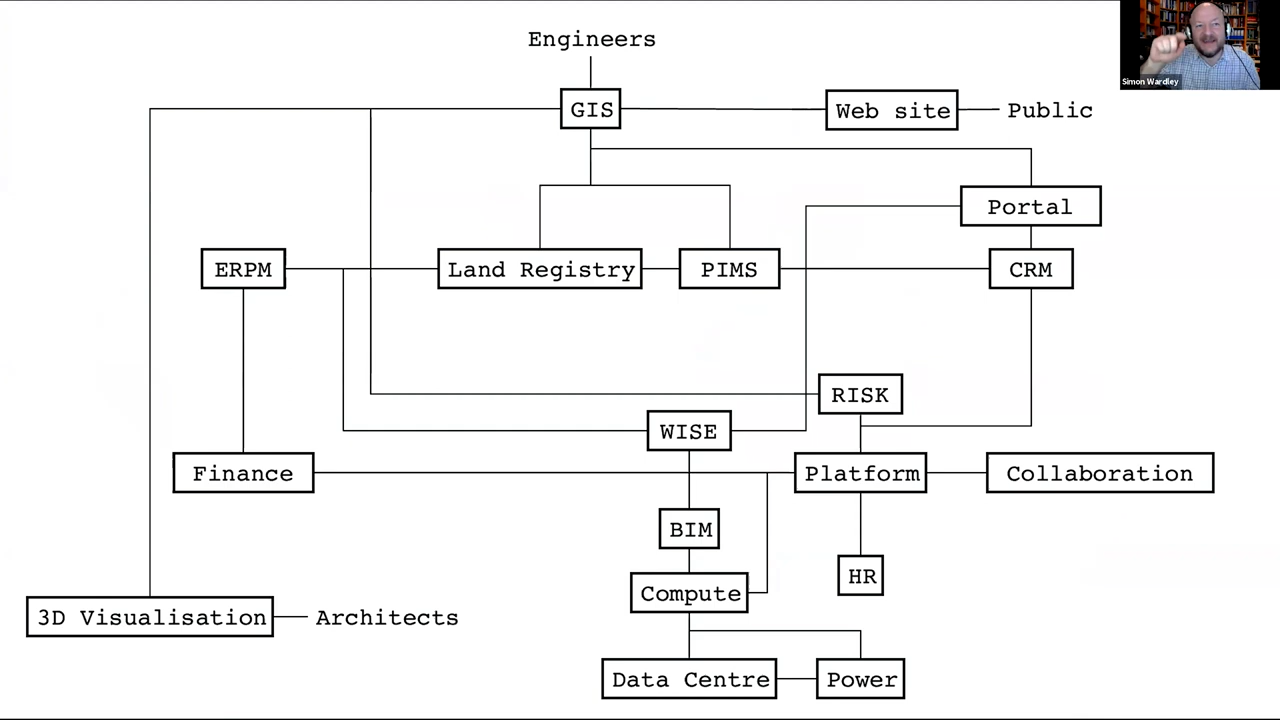 Engineers
Simon Wardley
GIS
Web site
Public
Portal
ERPM
Land Registry
PIMS
CRM
RISK
WISE
Finance
Platform
Collaboration
BIM
HR
Compute
3D Visualisation
Architects
Data Centre
Power